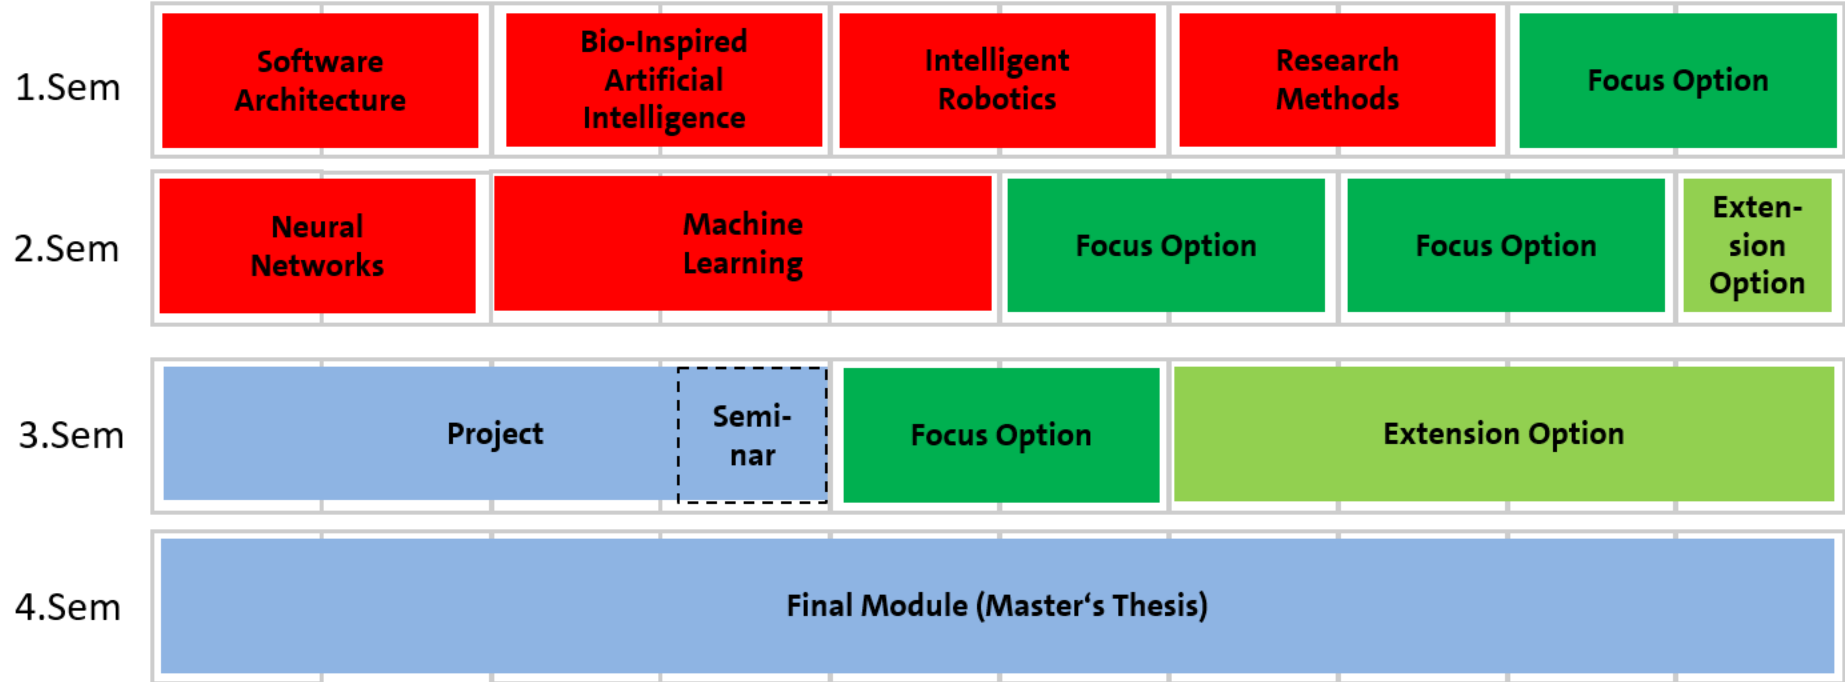 1.Sem
Software
Architecture
Bio-Inspired
Artificial
Intelligence
Intelligent
Robotics
Research
Methods
Focus Option
2.Sem
Neural
Networks
Machine
Learning
Focus Option
Focus Option
Exten-
sion
Option
3.Sem
Project
Semi-
nar
Focus Option
Extension Option
4.Sem
Final Module (Master‘s Thesis)